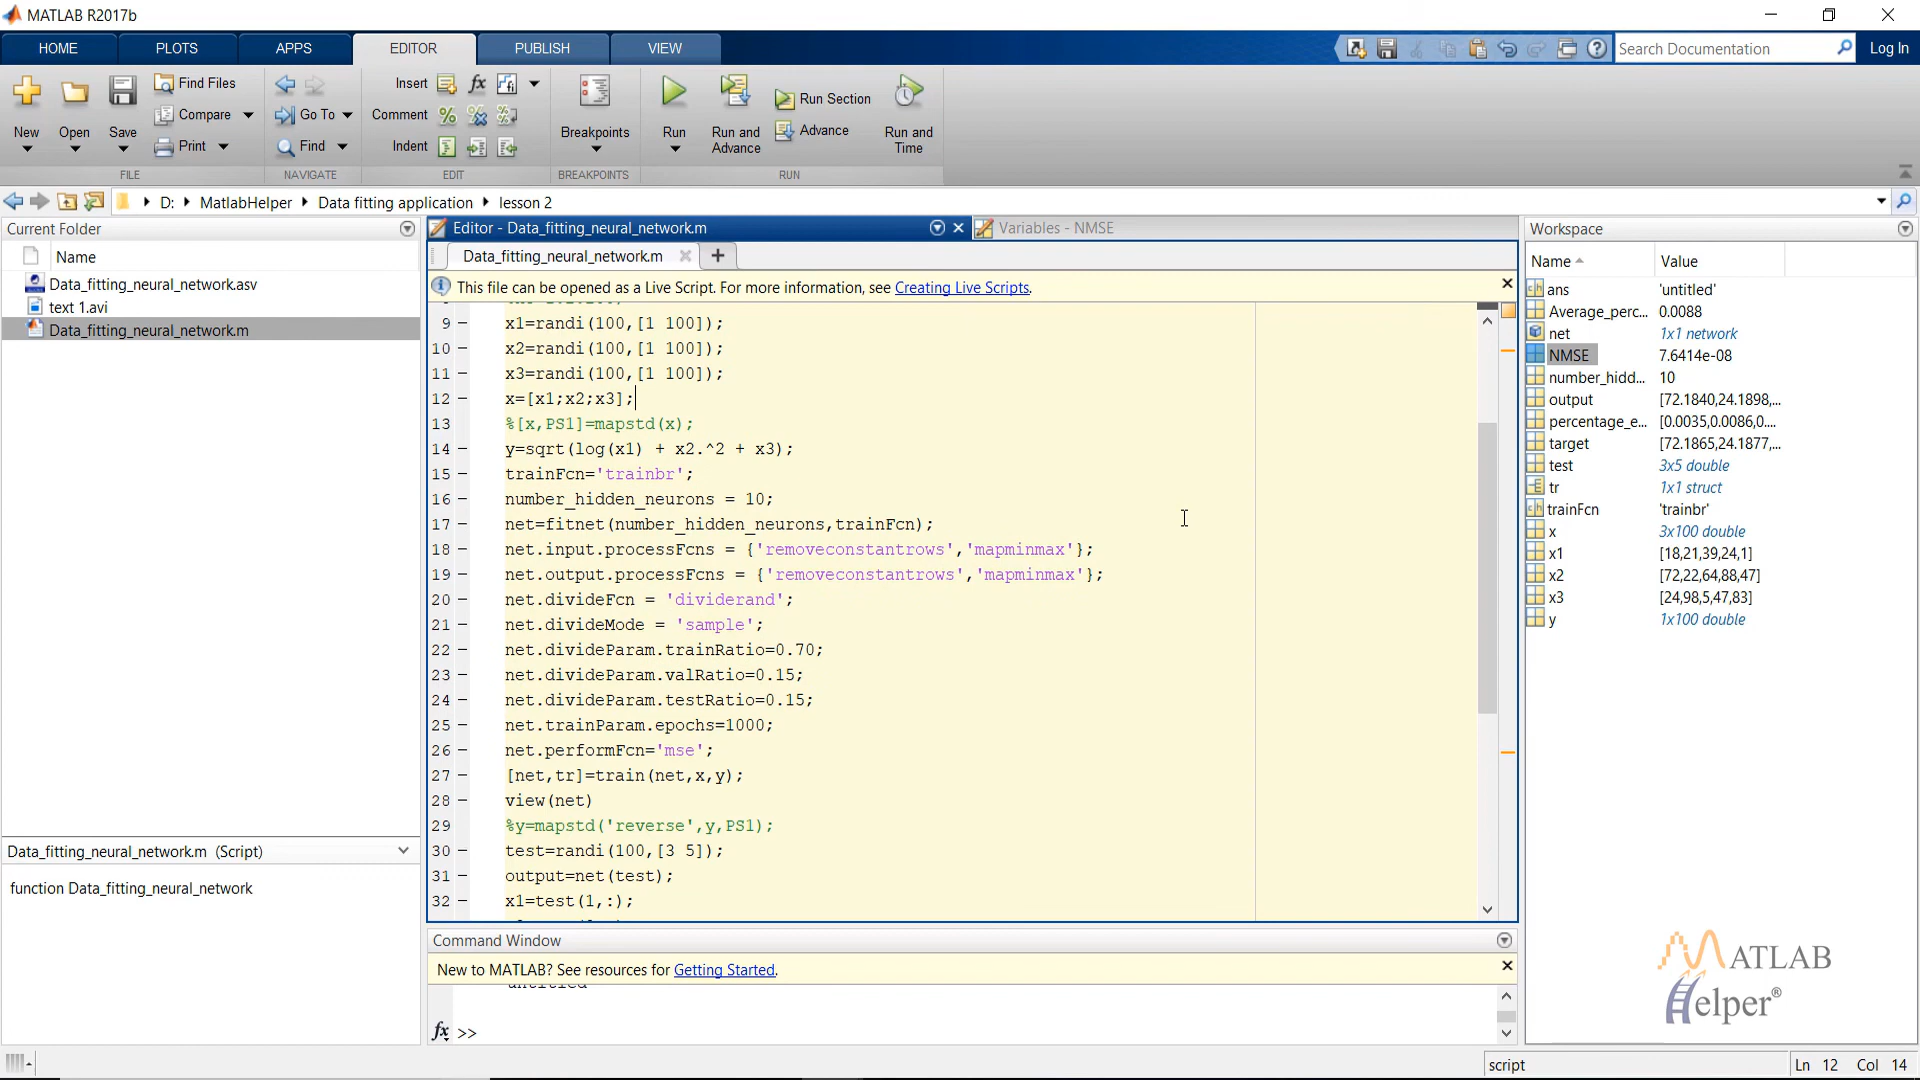 MATLAB R2017b
HOME PLOTS APPS EDITOR PUBLISH VIEW
Search Documentation Log In
New Open Save Find Files Compare Print
FILE
Go To Find
NAVIGATE
Insert fx
Comment
Indent
EDIT
Breakpoints
BREAKPOINTS
Run
Run and Advance
Run Section
Advance
Run and Time
RUN
D: MatlabHelper Data fitting application lesson 2
Current Folder
Name
Data_fitting_neural_network.asv
text 1.avi
Data_fitting_neural_network.m
Data_fitting_neural_network.m (Script)
function Data_fitting_neural_network
Editor - Data_fitting_neural_network.m
Variables - NMSE
Data_fitting_neural_network.m
This file can be opened as a Live Script. For more information, see Creating Live Scripts.
9 – x1=randi(100,[1 100]);
10 – x2=randi(100,[1 100]);
11 – x3=randi(100,[1 100]);
12 – x=[x1;x2;x3];
13 – %[x,PS1]=mapstd(x);
14 – y=sqrt(log(x1) + x2.^2 + x3);
15 – trainFcn='trainbr';
16 – number_hidden_neurons = 10;
17 – net=fitnet(number_hidden_neurons,trainFcn);
18 – net.input.processFcns = {'removeconstantrows','mapminmax'};
19 – net.output.processFcns = {'removeconstantrows','mapminmax'};
20 – net.divideFcn = 'dividerand';
21 – net.divideMode = 'sample';
22 – net.divideParam.trainRatio=0.70;
23 – net.divideParam.valRatio=0.15;
24 – net.divideParam.testRatio=0.15;
25 – net.trainParam.epochs=1000;
26 – net.performFcn='mse';
27 – [net,tr]=train(net,x,y);
28 – view(net)
29 – %y=mapstd('reverse',y,PS1);
30 – test=randi(100,[3 5]);
31 – output=net(test);
32 – x1=test(1,:);
Command Window
New to MATLAB? See resources for Getting Started.
fx >>
Workspace
Name Value
ans 'untitled'
Average_perc... 0.0088
net 1x1 network
NMSE 7.6414e-08
number_hidd... 10
output [72.1840,24.1898,...
percentage_e... [0.0035,0.0086,0....
target [72.1865,24.1877,...
test 3x5 double
tr 1x1 struct
trainFcn 'trainbr'
x 3x100 double
x1 [18,21,39,24,1]
x2 [72,22,64,88,47]
x3 [24,98,5,47,83]
y 1x100 double
MATLAB
Helper®
script Ln 12 Col 14